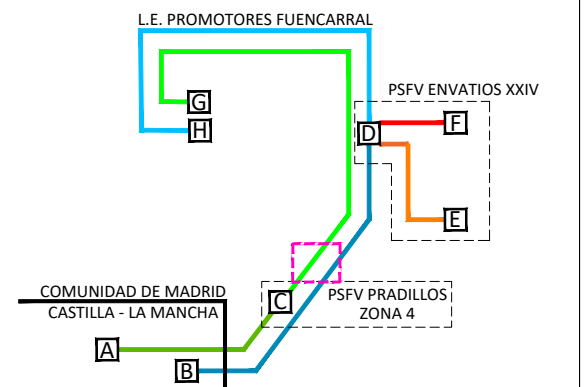 L.E. PROMOTORES FUENCARRAL
PSFV ENVATIOS XXIV
G
H
D
F
E
COMUNIDAD DE MADRID
CASTILLA - LA MANCHA
C
PSFV PRADILLOS
ZONA 4
A
B